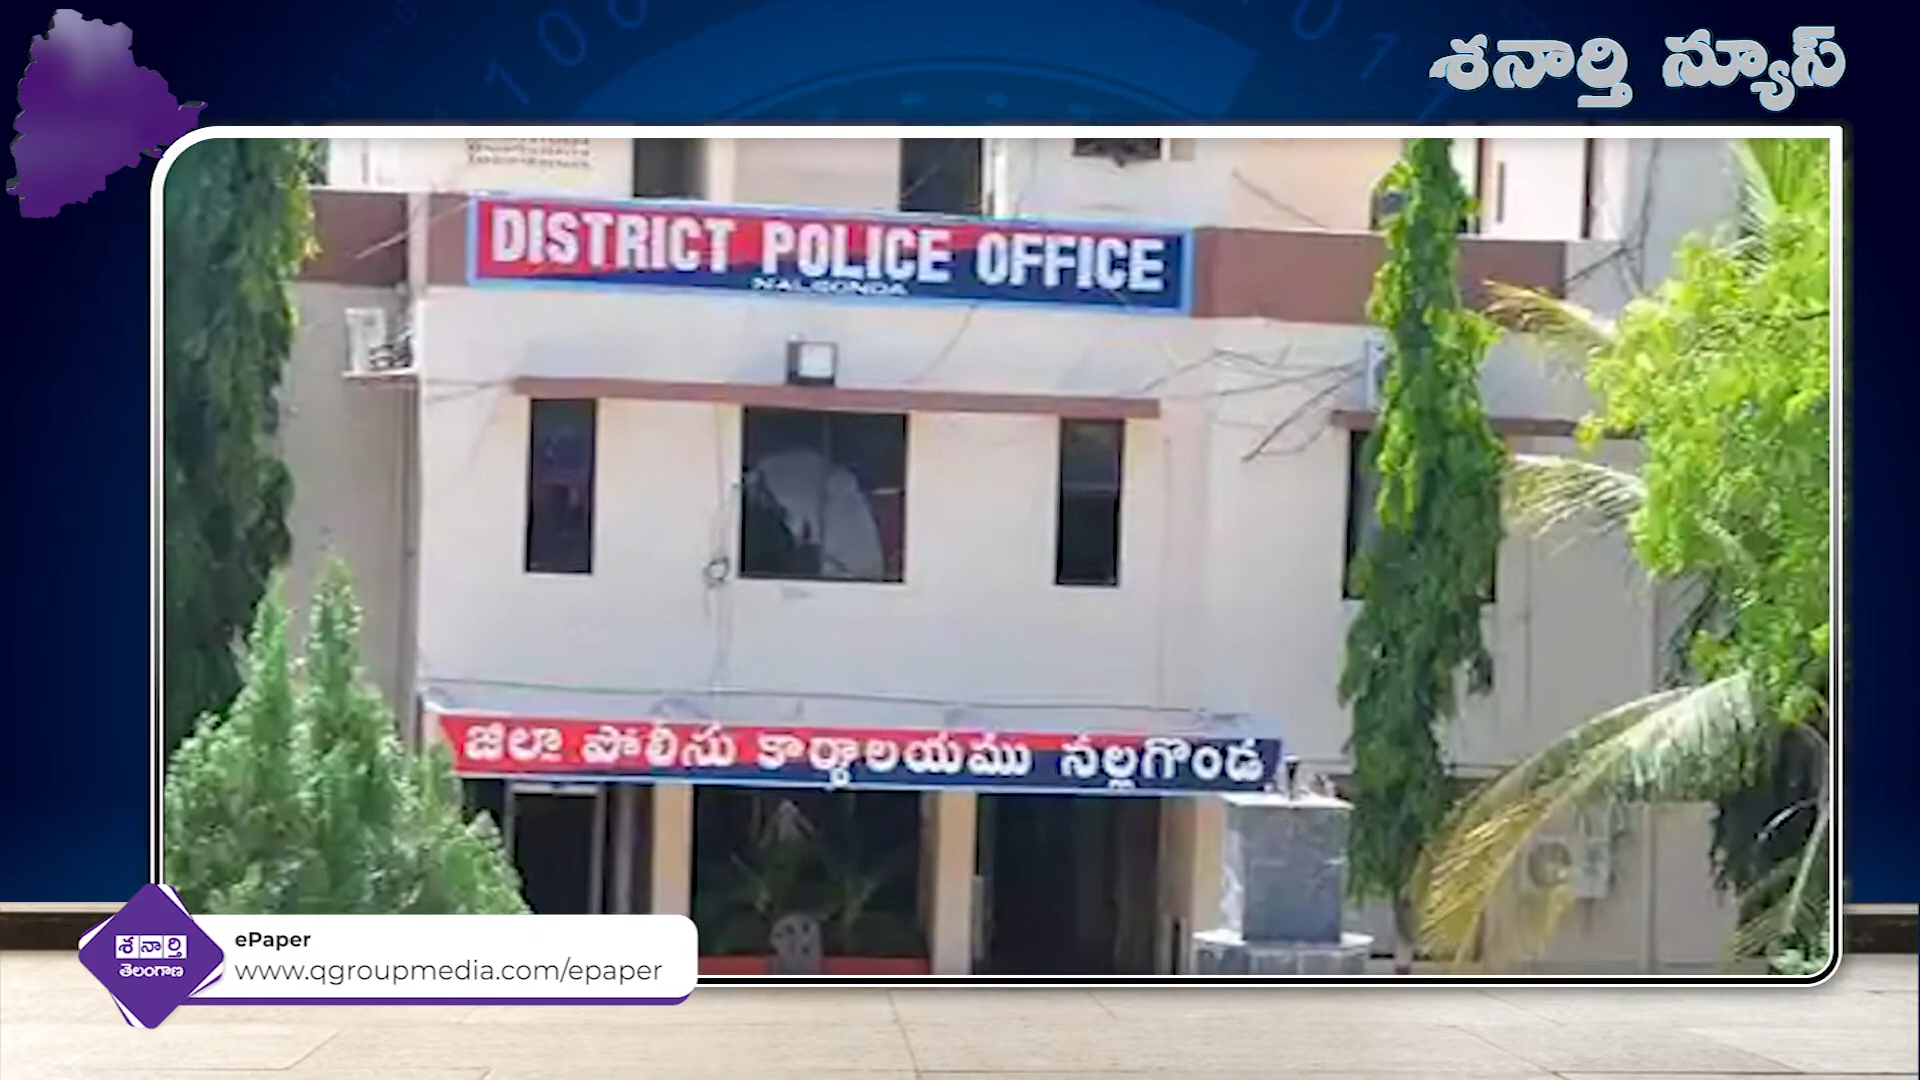 శనార్తి న్యూస్
DISTRICT POLICE OFFICE
NALGONDA
జిల్లా పోలీసు కార్యాలయము నల్లగొండ
శనార్తి
తెలంగాణ
ePaper
www.qgroupmedia.com/epaper